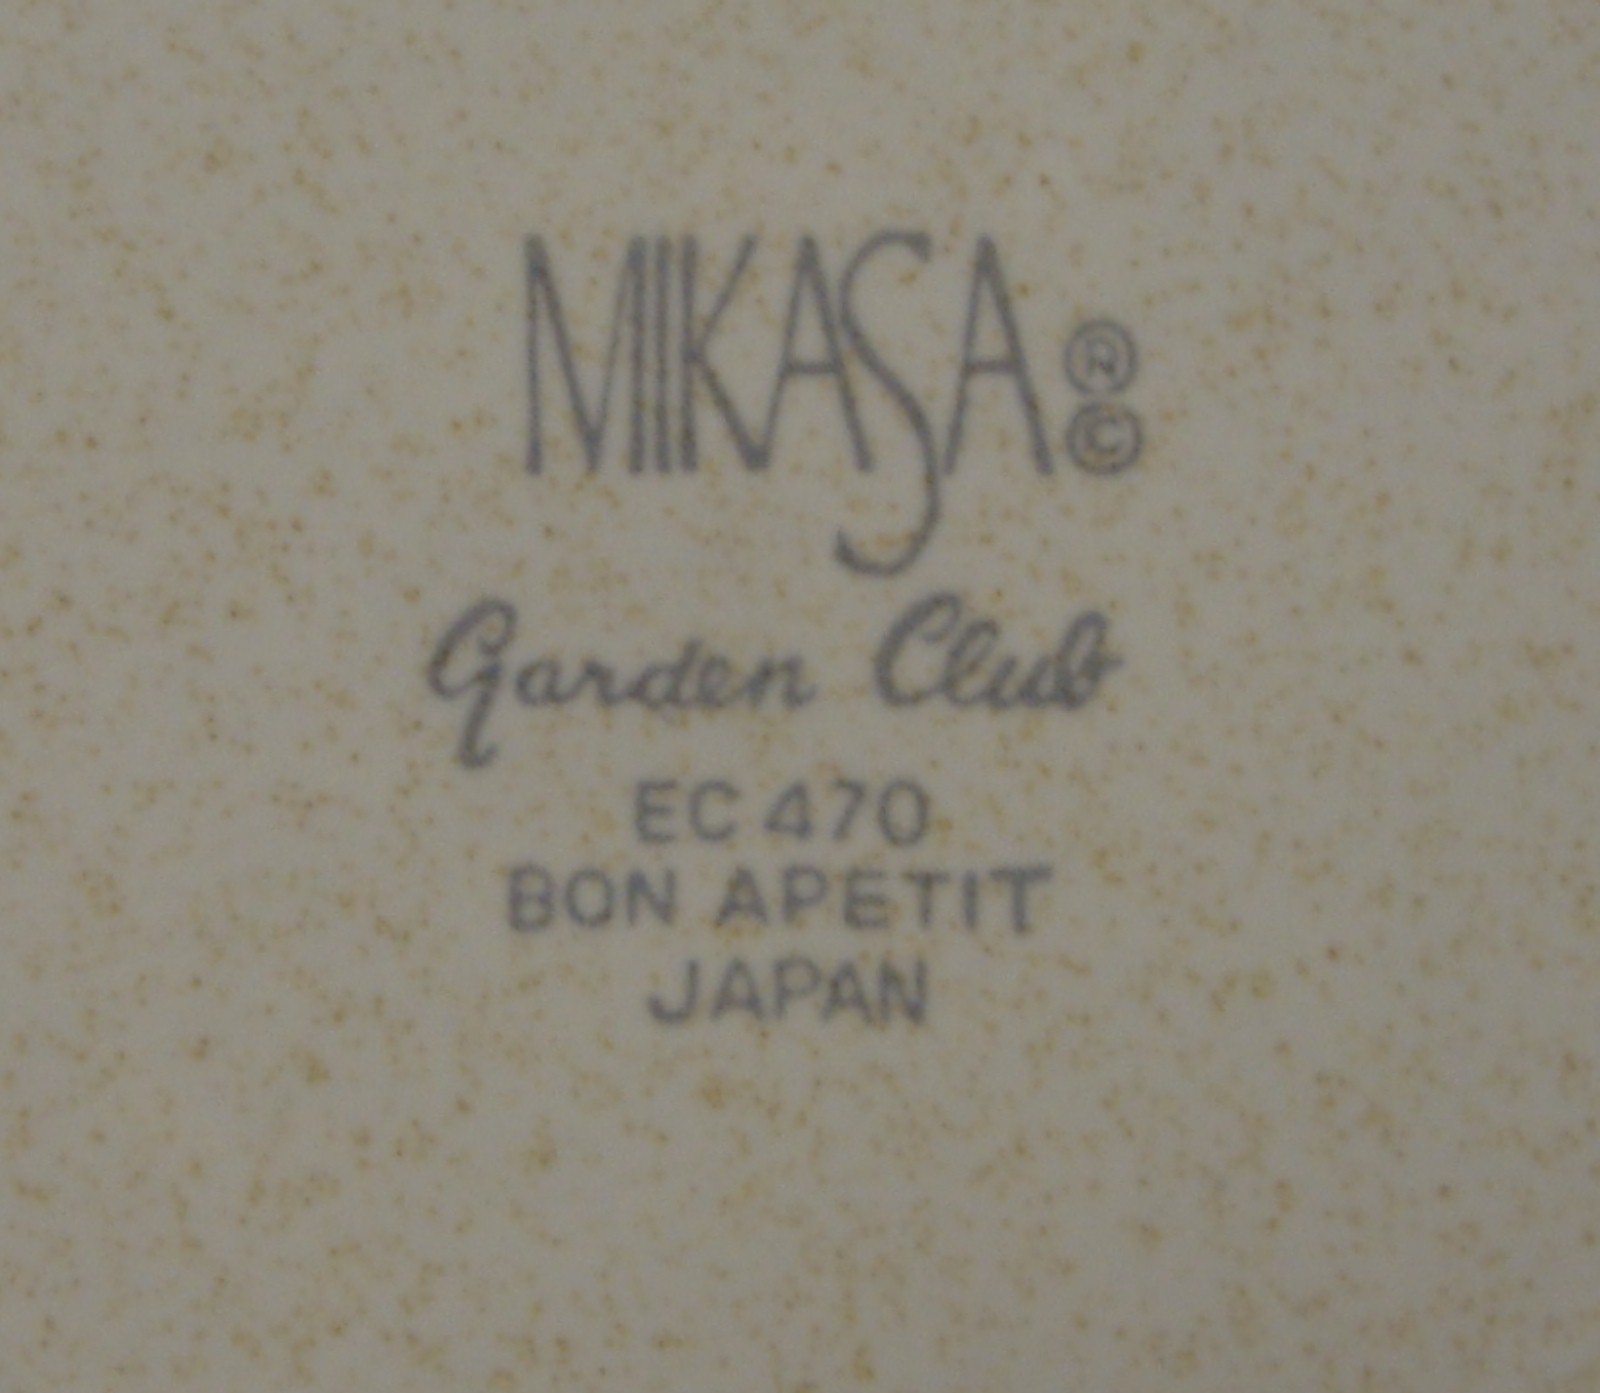 MIKASA ® ©
Garden Club
EC 470
BON APETIT
JAPAN